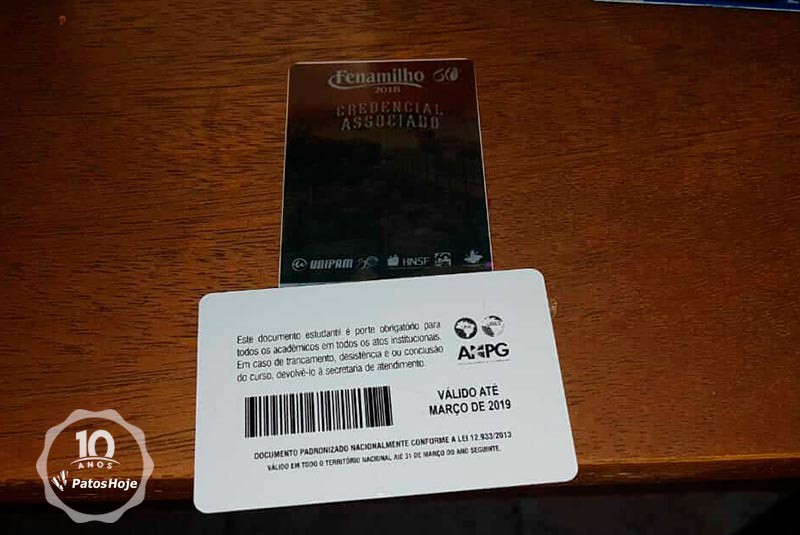 Fenamilho
2018
CREDENCIAL
ASSOCIADO
UNIPAM
HNSF
Este documento estudantil é porte obrigatório para
todos os acadêmicos em todos os atos institucionais.
Em caso de trancamento, desistência e ou conclusão
do curso, devolvê-lo à secretaria de atendimento.
ANPG
VÁLIDO ATÉ
MARÇO DE 2019
DOCUMENTO PADRONIZADO NACIONALMENTE CONFORME A LEI 12.933/2013
VÁLIDO EM TODO O TERRITÓRIO NACIONAL ATÉ 31 DE MARÇO DO ANO SEGUINTE.
10
ANOS
PatosHoje